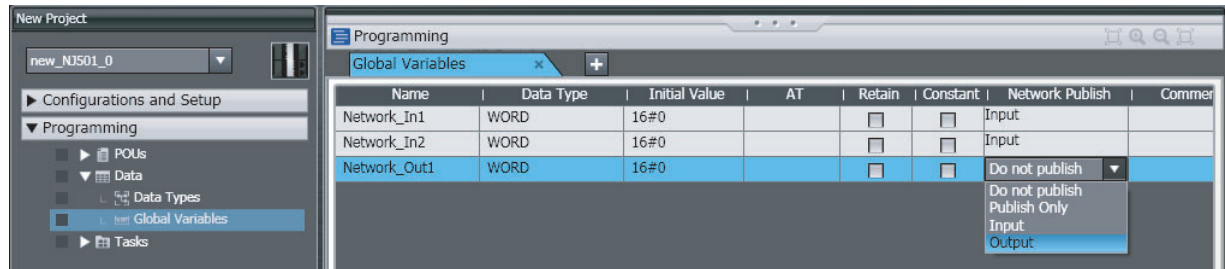 New Project
new_NJ501_0
Configurations and Setup
Programming
POUs
Data
Data Types
Global Variables
Tasks
Programming
Global Variables
Name Data Type Initial Value AT Retain Constant Network Publish Commer
Network_In1 WORD 16#0 Input
Network_In2 WORD 16#0 Input
Network_Out1 WORD 16#0 Do not publish
Do not publish
Publish Only
Input
Output